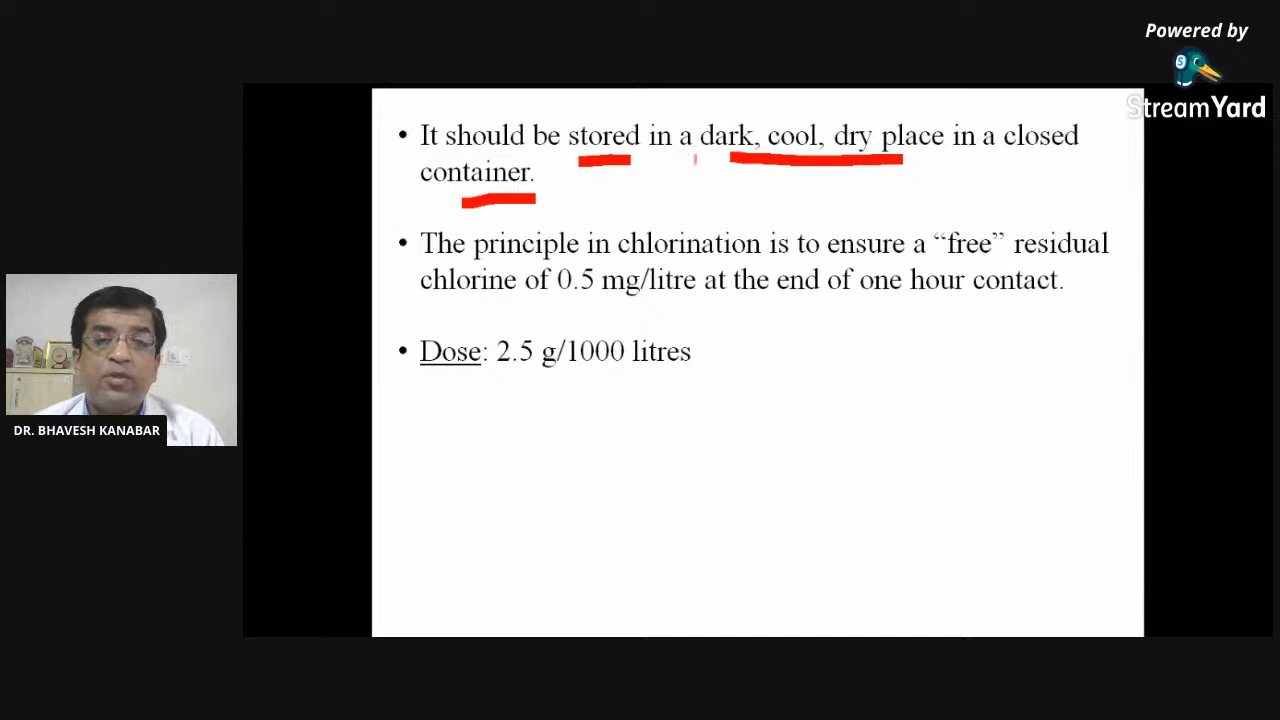 Powered by
StreamYard
• It should be stored in a dark, cool, dry place in a closed
container.
• The principle in chlorination is to ensure a “free” residual
chlorine of 0.5 mg/litre at the end of one hour contact.
• Dose: 2.5 g/1000 litres
DR. BHAVESH KANABAR